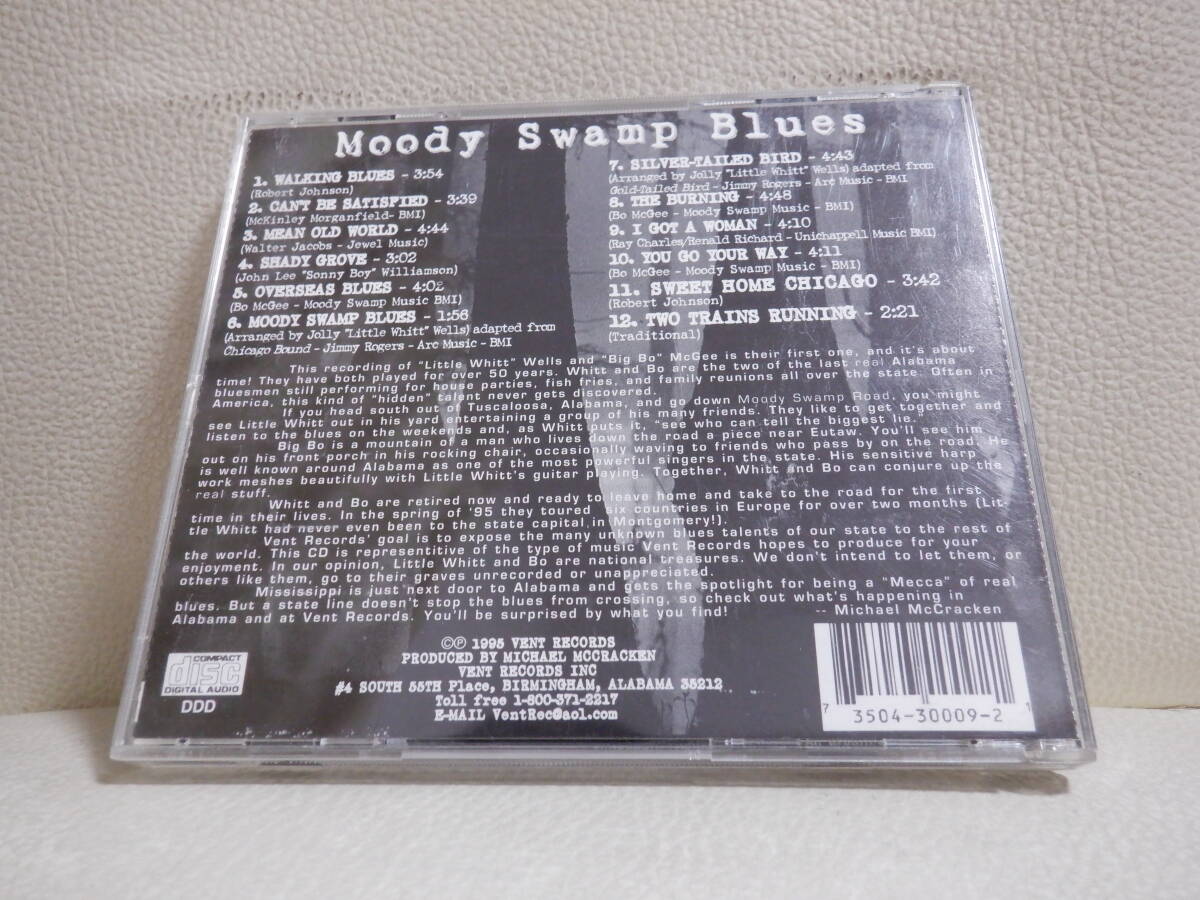 Moody Swamp Blues
1. WALKING BLUES - 3:54
(Robert Johnson)
2. CAN'T BE SATISFIED - 3:39
(McKinley Morganfield- BMI)
3. MEAN OLD WORLD - 4:44
(Walter Jacobs - Jewel Music)
4. SHADY GROVE - 3:02
(John Lee "Sonny Boy" Williamson)
5. OVERSEAS BLUES - 4:02
(Bo McGee - Moody Swamp Music BMI)
6. MOODY SWAMP BLUES - 1:56
(Arranged by Jolly "Little Whitt" Wells) adapted from
Chicago Bound - Jimmy Rogers - Arc Music - BMI
7. SILVER-TAILED BIRD - 4:43
(Arranged by Jolly "Little Whitt" Wells) adapted from
Gold-Tailed Bird - Jimmy Rogers - Arc Music - BMI
8. THE BURNING - 4:48
(Bo McGee - Moody Swamp Music - BMI)
9. I GOT A WOMAN - 4:10
(Ray Charles/Renald Richard - Unichappell Music BMI)
10. YOU GO YOUR WAY - 4:11
(Bo McGee - Moody Swamp Music - BMI)
11. SWEET HOME CHICAGO - 3:42
(Robert Johnson)
12. TWO TRAINS RUNNING - 2:21
(Traditional)
This recording of "Little Whitt" Wells and "Big Bo" McGee is their first one, and it's about
time! They have both played for over 50 years. Whitt and Bo are the two of the last real Alabama
bluesmen still performing for house parties, fish fries, and family reunions all over the state. Often in
America, this kind of "hidden" talent never gets discovered.
If you head south out of Tuscaloosa, Alabama, and go down Moody Swamp Road, you might
see Little Whitt out in his yard entertaining a group of his many friends. They like to get together and
listen to the blues on the weekends and, as Whitt puts it, "see who can tell the biggest lie."
Big Bo is a mountain of a man who lives down the road a piece near Eutaw. You'll see him
out on his front porch in his rocking chair, occasionally waving to friends who pass by on the road. He
is well known around Alabama as one of the most powerful singers in the state. His sensitive harp
work meshes beautifully with Little Whitt's guitar playing. Together, Whitt and Bo can conjure up the
real stuff.
Whitt and Bo are retired now and ready to leave home and take to the road for the first
time in their lives. In the spring of '95 they toured six countries in Europe for over two months (Lit-
tle Whitt had never even been to the state capital in Montgomery!).
Vent Records' goal is to expose the many unknown blues talents of our state to the rest of
the world. This CD is representitive of the type of music Vent Records hopes to produce for your
enjoyment. In our opinion, Little Whitt and Bo are national treasures. We don't intend to let them, or
others like them, go to their graves unrecorded or unappreciated.
Mississippi is just next door to Alabama and gets the spotlight for being a "Mecca" of real
blues. But a state line doesn't stop the blues from crossing, so check out what's happening in
Alabama and at Vent Records. You'll be surprised by what you find! -- Michael McCracken
©℗ 1995 VENT RECORDS
PRODUCED BY MICHAEL MCCRACKEN
VENT RECORDS INC
#4 SOUTH 55TH Place, BIRMINGHAM, ALABAMA 35212
Toll free 1-800-371-2217
E-MAIL VentRec@aol.com
COMPACT
disc
DIGITAL AUDIO
DDD
7 3504-30009-2 1